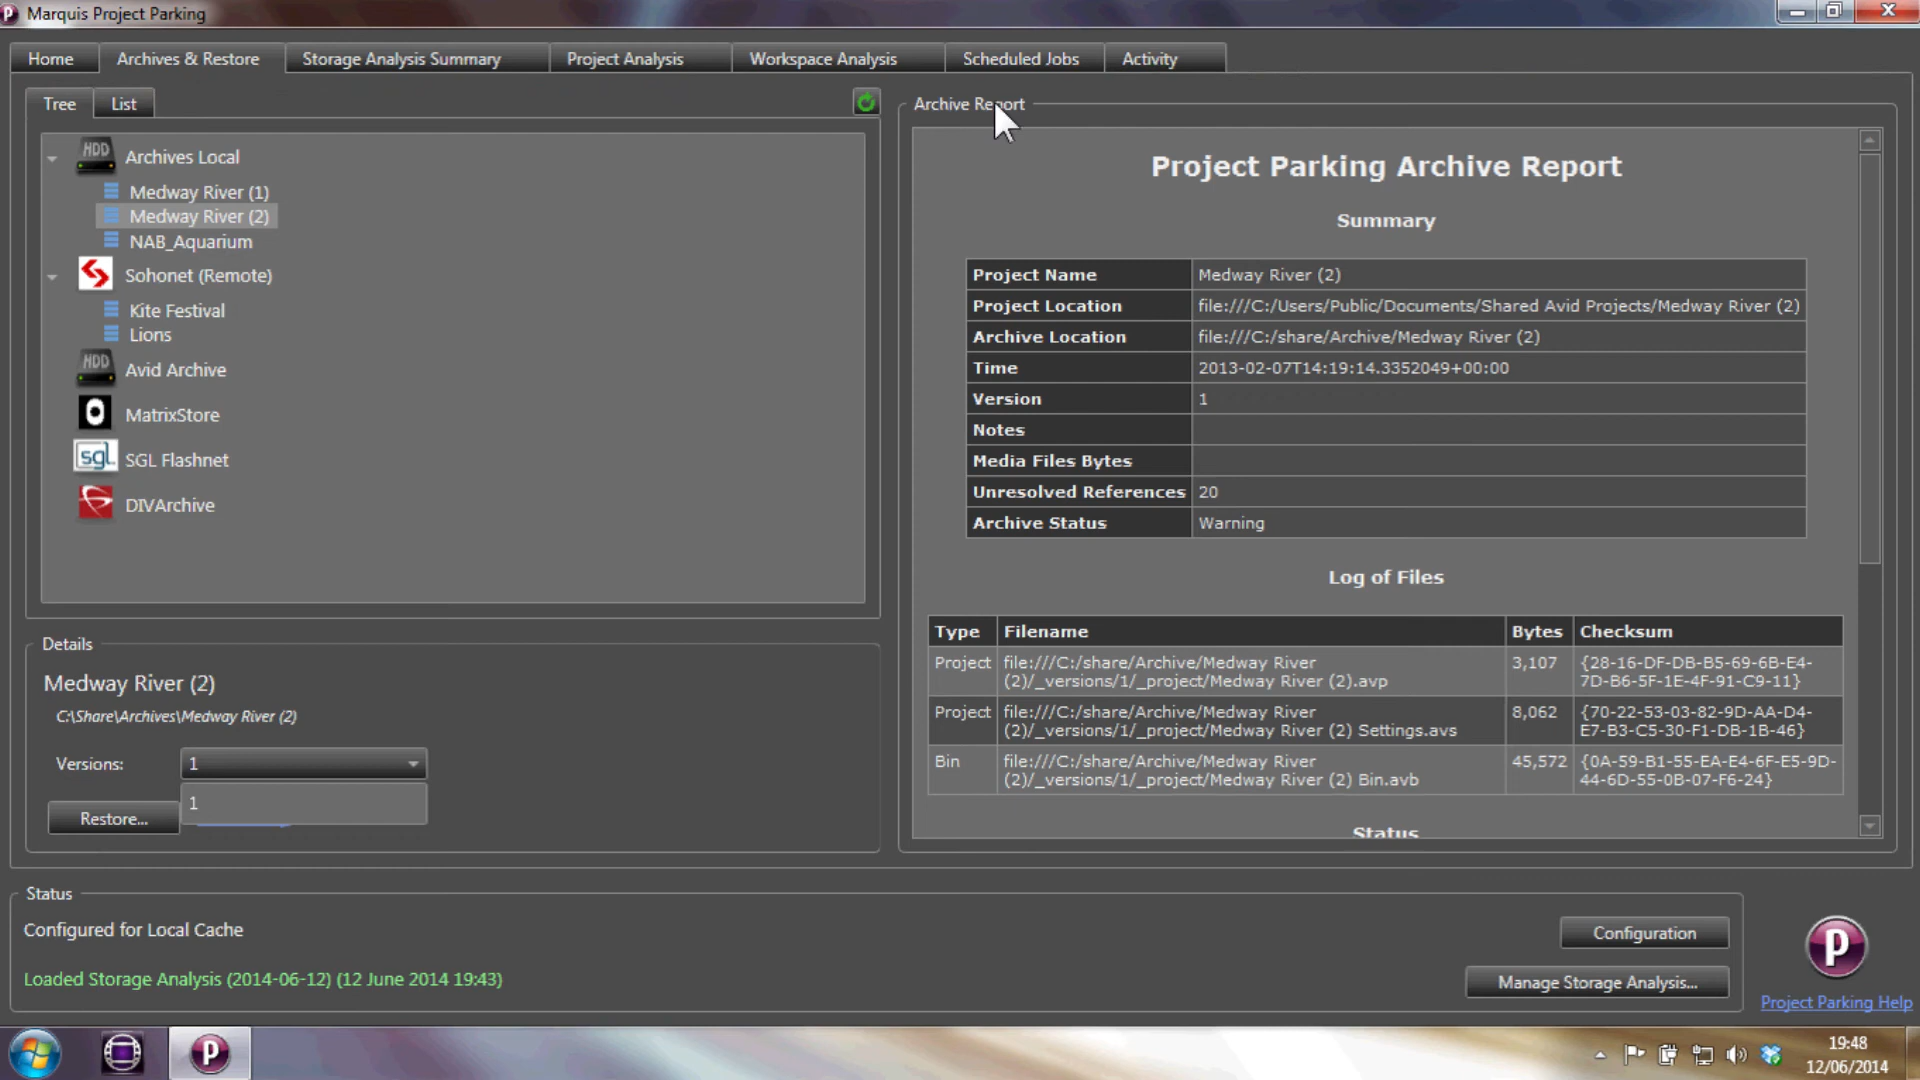 Marquis Project Parking
Home
Archives & Restore
Storage Analysis Summary
Project Analysis
Workspace Analysis
Scheduled Jobs
Activity
Tree
List
HDD
Archives Local
Medway River (1)
Medway River (2)
NAB_Aquarium
Sohonet (Remote)
Kite Festival
Lions
HDD
Avid Archive
MatrixStore
sgl
SGL Flashnet
DIVArchive
Details
Medway River (2)
C:\Share\Archives\Medway River (2)
Versions:
1
1
Restore...
Archive Report
Project Parking Archive Report
Summary
Project Name Medway River (2)
Project Location file:///C:/Users/Public/Documents/Shared Avid Projects/Medway River (2)
Archive Location file:///C:/share/Archive/Medway River (2)
Time 2013-02-07T14:19:14.3352049+00:00
Version 1
Notes
Media Files Bytes
Unresolved References 20
Archive Status Warning
Log of Files
Type Filename Bytes Checksum
Project file:///C:/share/Archive/Medway River 3,107 {28-16-DF-DB-B5-69-6B-E4-
(2)/_versions/1/_project/Medway River (2).avp 7D-B6-5F-1E-4F-91-C9-11}
Project file:///C:/share/Archive/Medway River 8,062 {70-22-53-03-82-9D-AA-D4-
(2)/_versions/1/_project/Medway River (2) Settings.avs E7-B3-C5-30-F1-DB-1B-46}
Bin file:///C:/share/Archive/Medway River 45,572 {0A-59-B1-55-EA-E4-6F-E5-9D-
(2)/_versions/1/_project/Medway River (2) Bin.avb 44-6D-55-0B-07-F6-24}
Status
Status
Configured for Local Cache
Loaded Storage Analysis (2014-06-12) (12 June 2014 19:43)
Configuration
Manage Storage Analysis...
P
Project Parking Help
P
19:48
12/06/2014